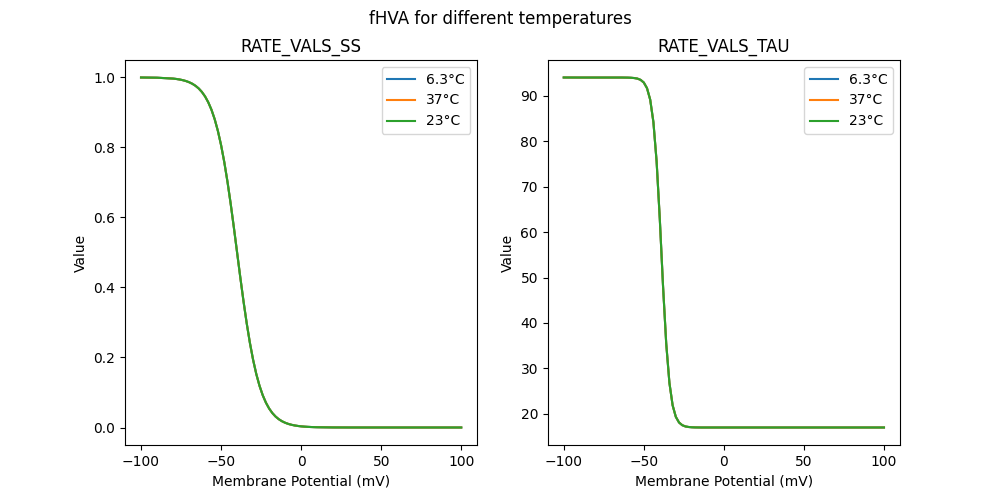 fHVA for different temperatures
RATE_VALS_SS
1.0
0.8
0.6
0.4
0.2
0.0
Value
−100
−50
0
50
100
Membrane Potential (mV)
6.3°C
37°C
23°C
RATE_VALS_TAU
90
80
70
60
50
40
30
20
Value
−100
−50
0
50
100
Membrane Potential (mV)
6.3°C
37°C
23°C